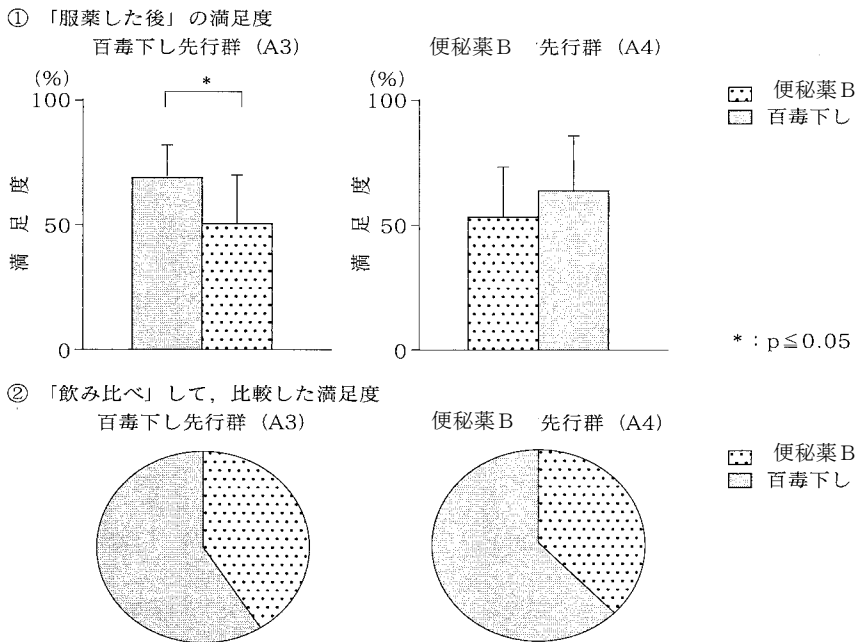 ① 「服薬した後」の満足度
百毒下し先行群（A3）
便秘薬B 先行群（A4）
(%)
100
満足度
50
0
*
(%)
100
満足度
50
0
便秘薬B
百毒下し
*：p≦0.05
② 「飲み比べ」して，比較した満足度
百毒下し先行群（A3）
便秘薬B 先行群（A4）
便秘薬B
百毒下し